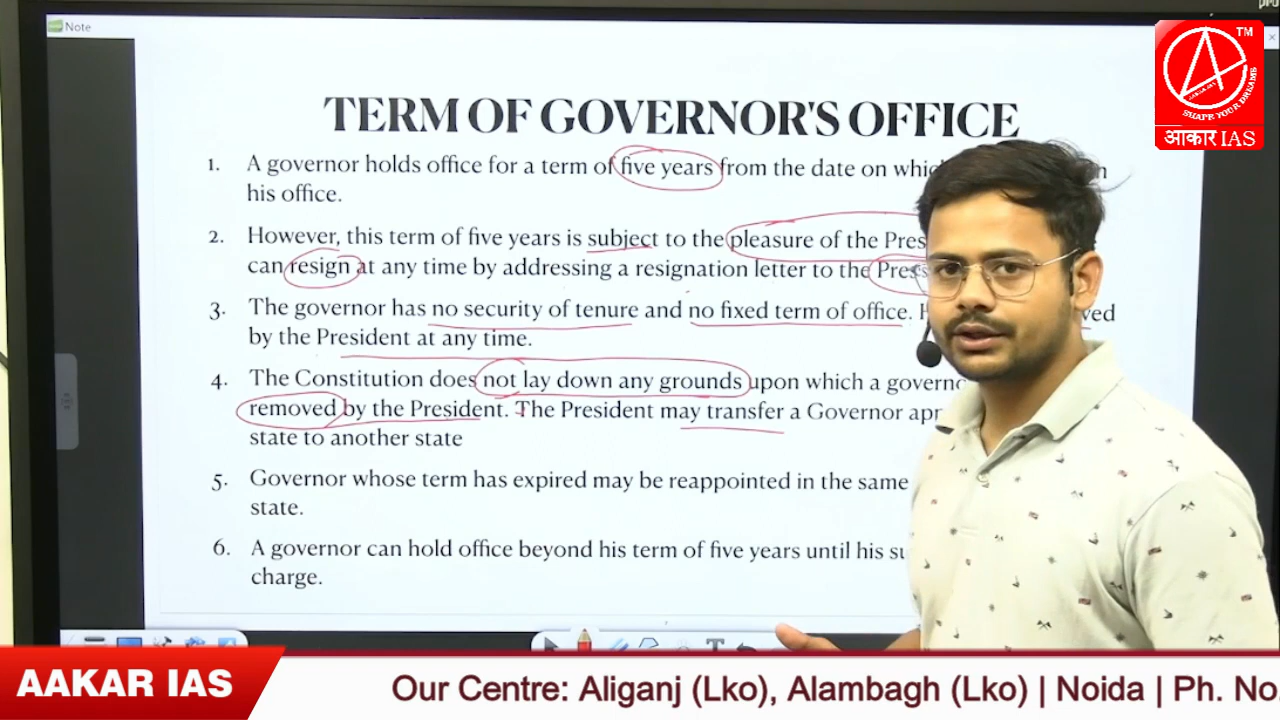 Note
TM
SHAPE YOUR DREAMS
आकार IAS
TERM OF GOVERNOR'S OFFICE
1. A governor holds office for a term of five years from the date on which
his office.
2. However, this term of five years is subject to the pleasure of the Pres
can resign at any time by addressing a resignation letter to the Pres
3. The governor has no security of tenure and no fixed term of office.
by the President at any time.
4. The Constitution does not lay down any grounds upon which a governo
removed by the President. The President may transfer a Governor
state to another state
5. Governor whose term has expired may be reappointed in the same
state.
6. A governor can hold office beyond his term of five years until his
charge.
AAKAR IAS
Our Centre: Aliganj (Lko), Alambagh (Lko) | Noida | Ph. No.